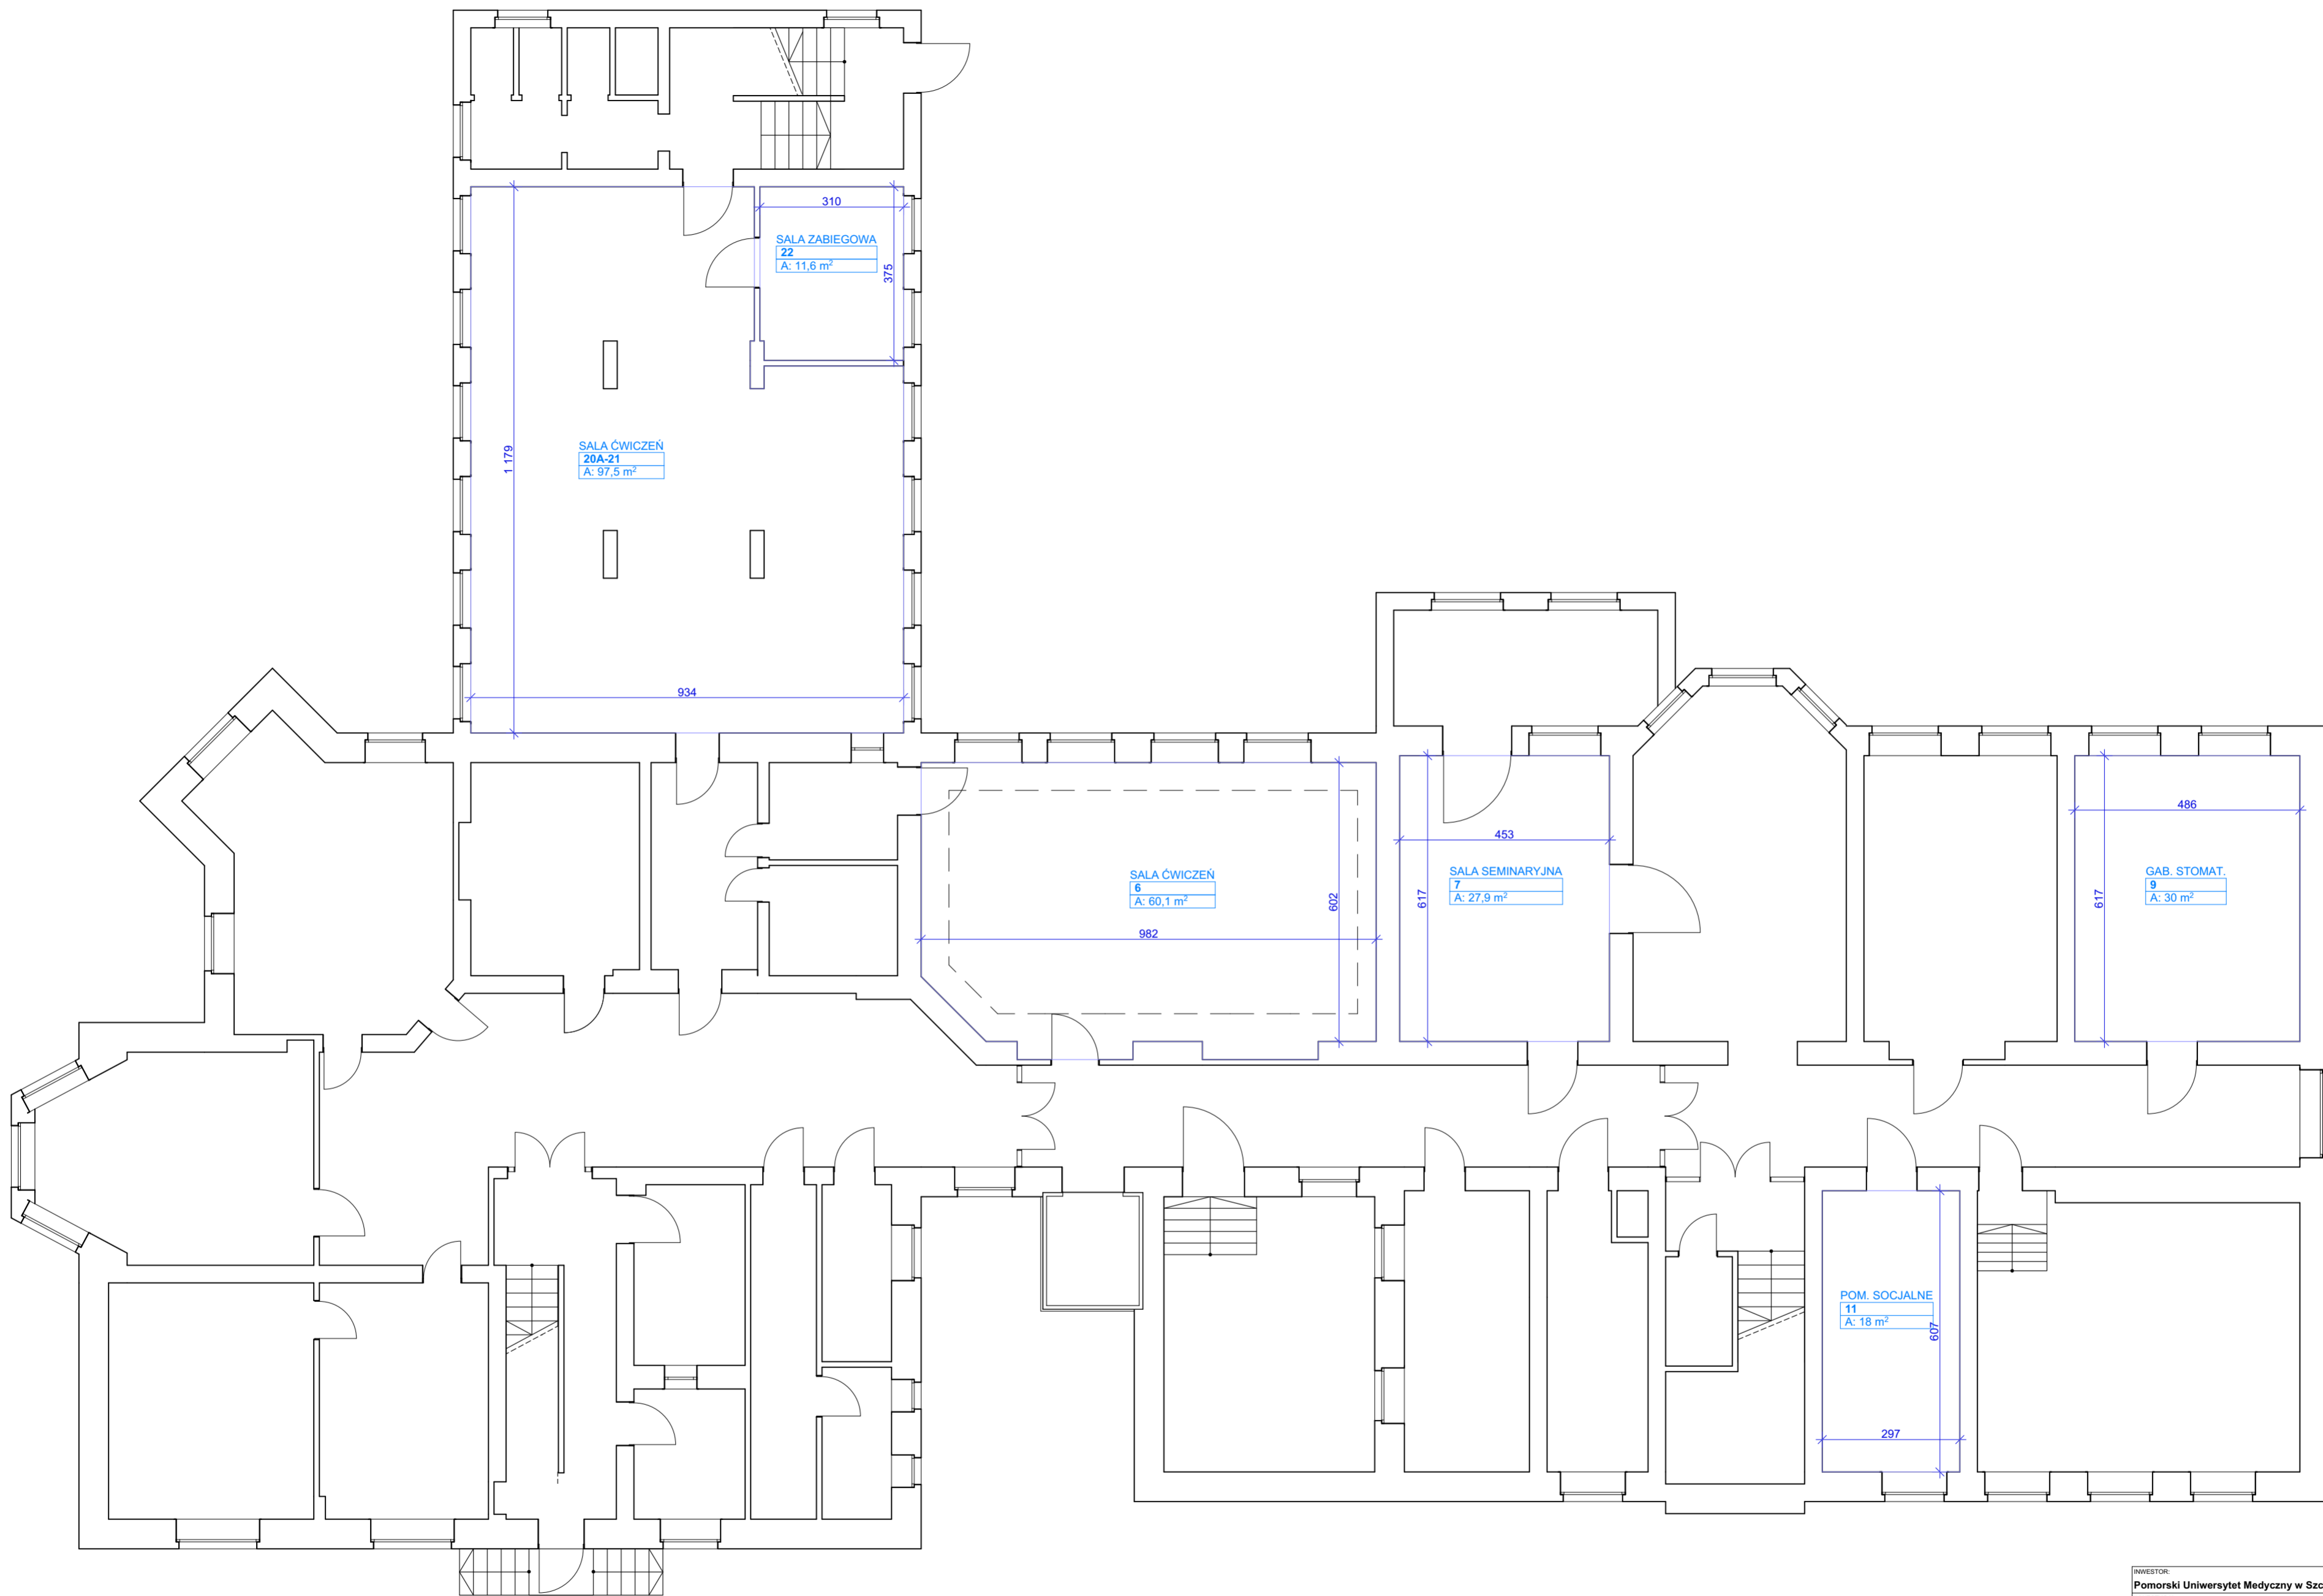 310
SALA ZABIEGOWA
22
A: 11,6 m²
375
SALA ĆWICZEŃ
20A-21
A: 97,5 m²
1 179
934
486
453
SALA ĆWICZEŃ
6
A: 60,1 m²
602
982
SALA SEMINARYJNA
7
A: 27,9 m²
617
GAB. STOMAT.
9
A: 30 m²
617
POM. SOCJALNE
11
A: 18 m²
607
297
INWESTOR:
Pomorski Uniwersytet Medyczny w